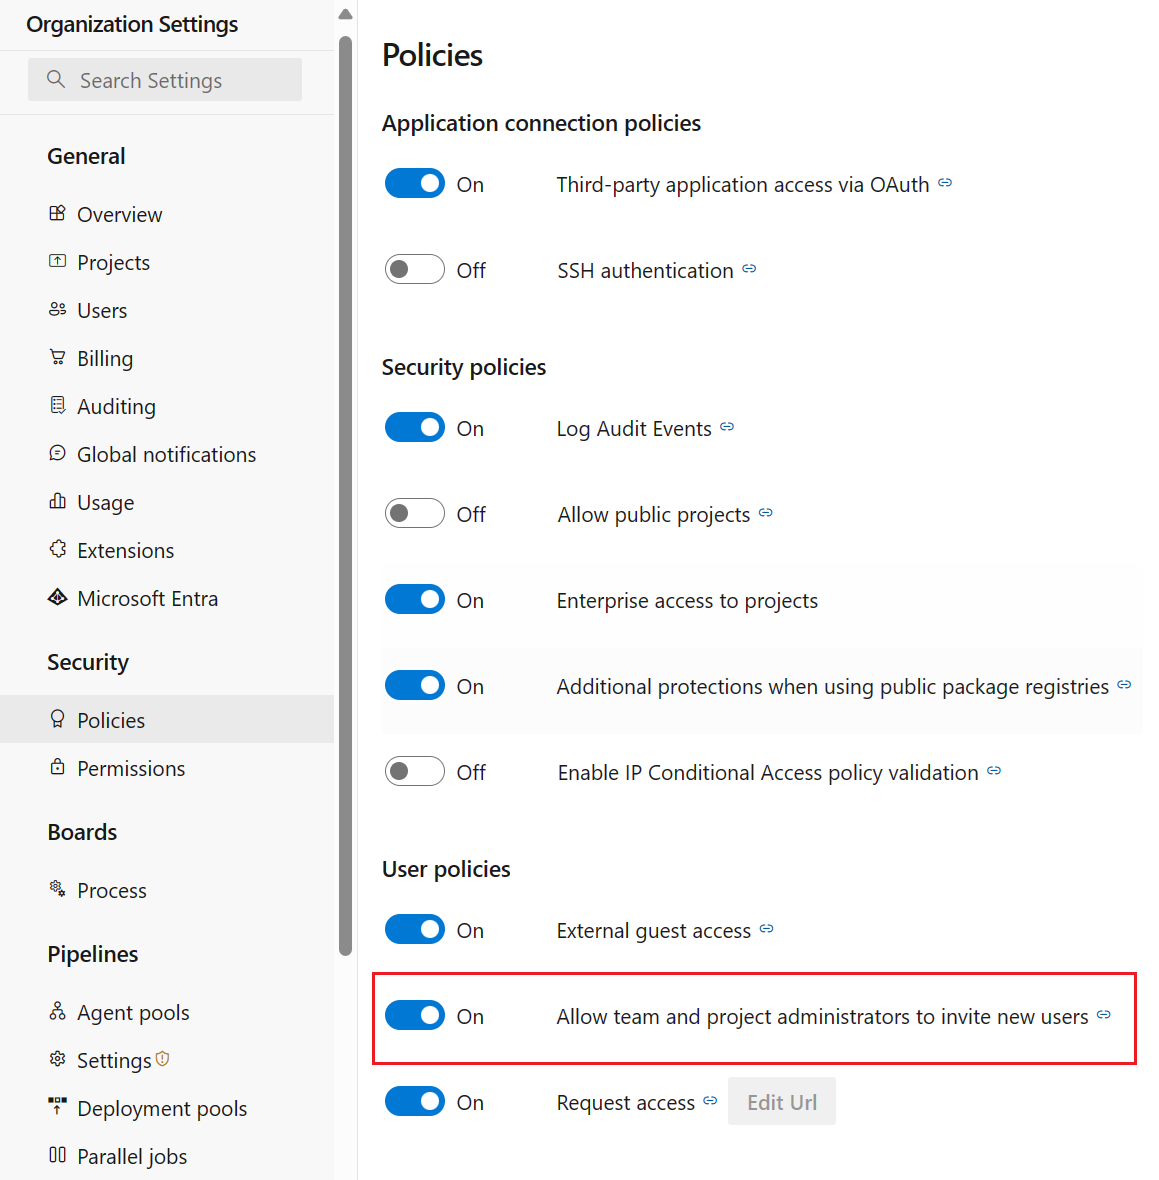 Organization Settings
Search Settings
General
Overview
Projects
Users
Billing
Auditing
Global notifications
Usage
Extensions
Microsoft Entra
Security
Policies
Permissions
Boards
Process
Pipelines
Agent pools
Settings
Deployment pools
Parallel jobs
Policies
Application connection policies
On Third-party application access via OAuth
Off SSH authentication
Security policies
On Log Audit Events
Off Allow public projects
On Enterprise access to projects
On Additional protections when using public package registries
Off Enable IP Conditional Access policy validation
User policies
On External guest access
On Allow team and project administrators to invite new users
On Request access Edit Url